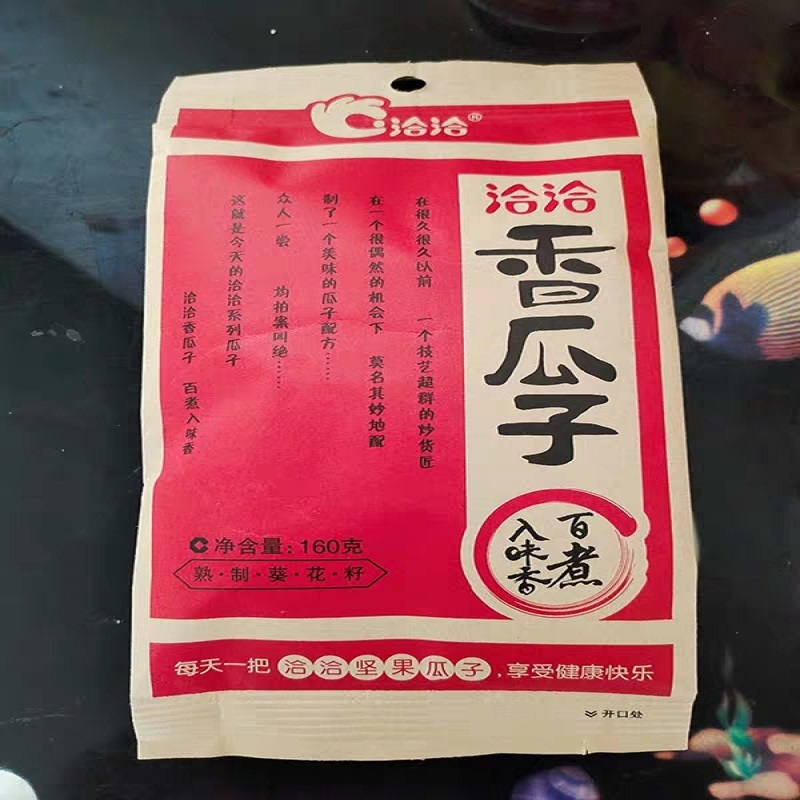 洽洽®
洽洽
香瓜子
百煮
入味香
在很久很久以前 一个技艺超群的炒货匠
在一个很偶然的机会下 莫名其妙地配
制了一个美味的瓜子配方……
众人一尝 均拍案叫绝……
这就是今天的洽洽系列瓜子
洽洽香瓜子 百煮入味香
净含量：160克
熟·制·葵·花·籽
每天一把 洽洽坚果瓜子，享受健康快乐
开口处